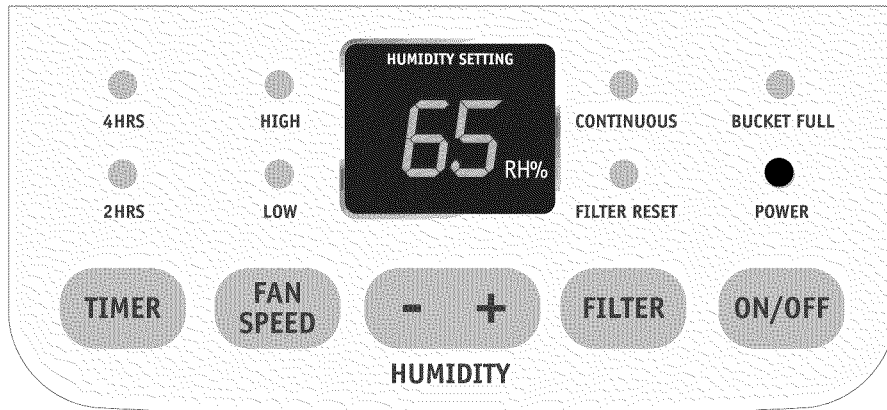 HUMIDITY SETTING
65 RH%
4HRS HIGH CONTINUOUS BUCKET FULL
2HRS LOW FILTER RESET POWER
TIMER FAN SPEED - + FILTER ON/OFF
HUMIDITY